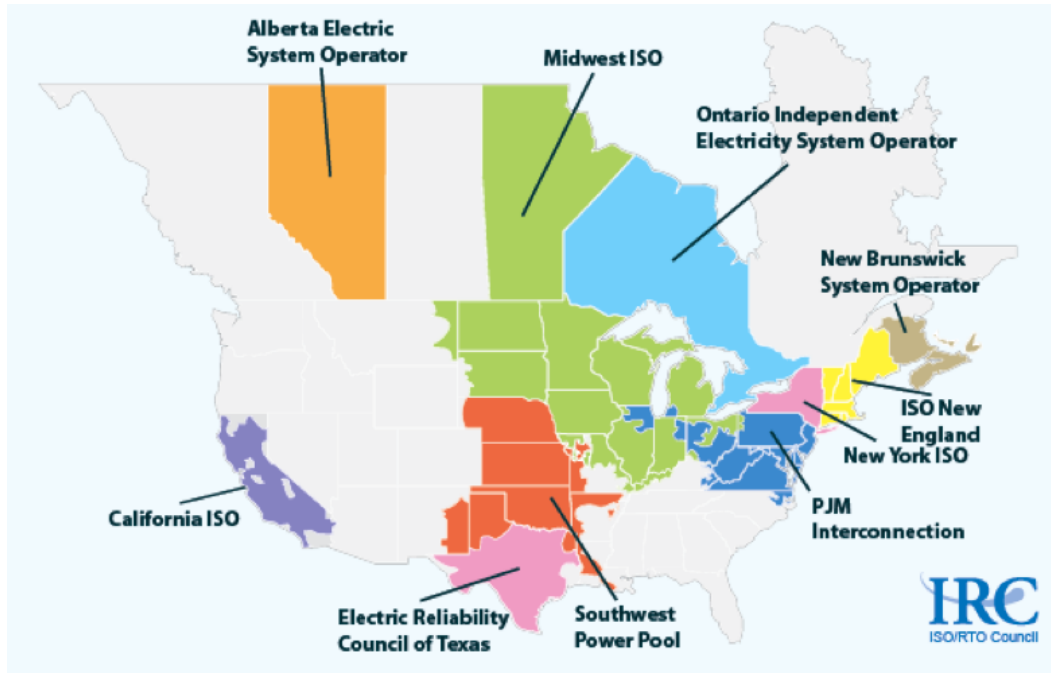 Alberta Electric
System Operator
Midwest ISO
Ontario Independent
Electricity System Operator
New Brunswick
System Operator
ISO New
England
New York ISO
PJM
Interconnection
California ISO
Electric Reliability
Council of Texas
Southwest
Power Pool
IRC
ISO/RTO Council